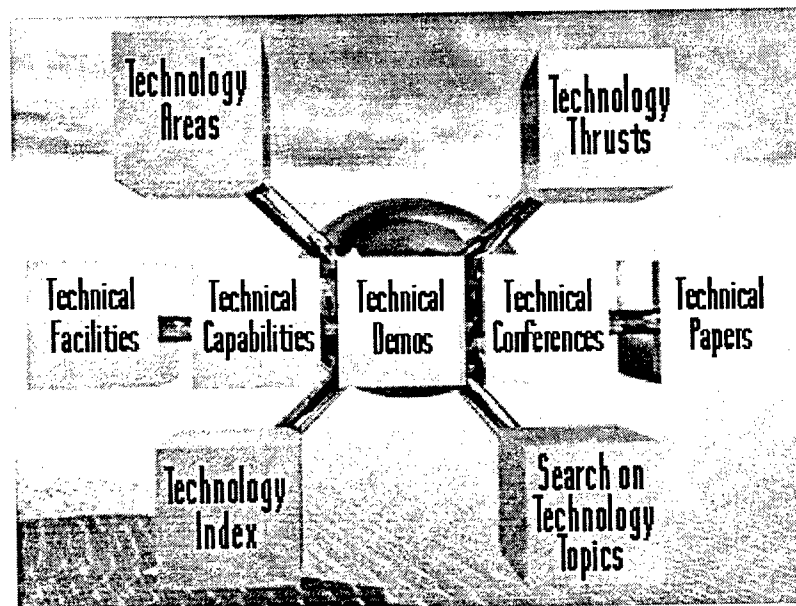 Technology
Areas
Technology
Thrusts
Technical
Facilities
Technical
Capabilities
Technical
Demos
Technical
Conferences
Technical
Papers
Technology
Index
Search on
Technology
Topics